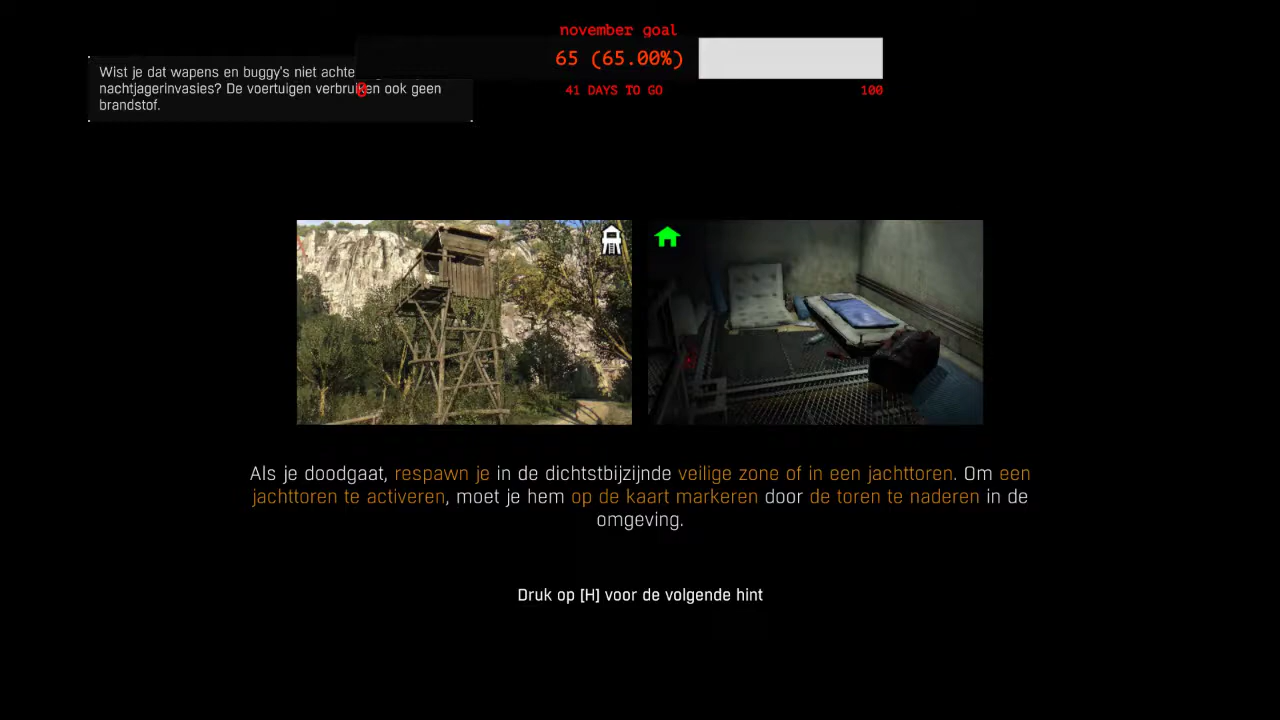 november goal
65 (65.00%)
0
41 DAYS TO GO
100
Wist je dat wapens en buggy's niet achte
nachtjagerinvasies? De voertuigen verbruiken ook geen
brandstof.
Als je doodgaat, respawn je in de dichtstbijzijnde veilige zone of in een jachttoren. Om een
jachttoren te activeren, moet je hem op de kaart markeren door de toren te naderen in de
omgeving.
Druk op [H] voor de volgende hint